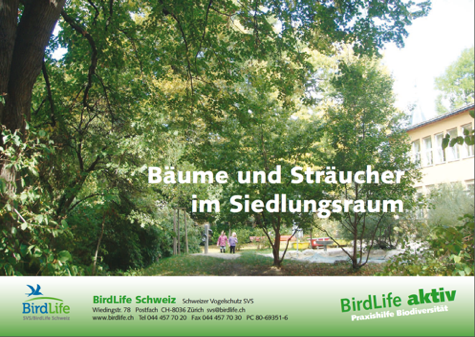 Bäume und Sträucher
im Siedlungsraum
BirdLife
SVS/BirdLife Schweiz
BirdLife Schweiz Schweizer Vogelschutz SVS
Wiedingstr. 78 Postfach CH-8036 Zürich svs@birdlife.ch
www.birdlife.ch Tel 044 457 70 20 Fax 044 457 70 30 PC 80-69351-6
BirdLife aktiv
Praxishilfe Biodiversität